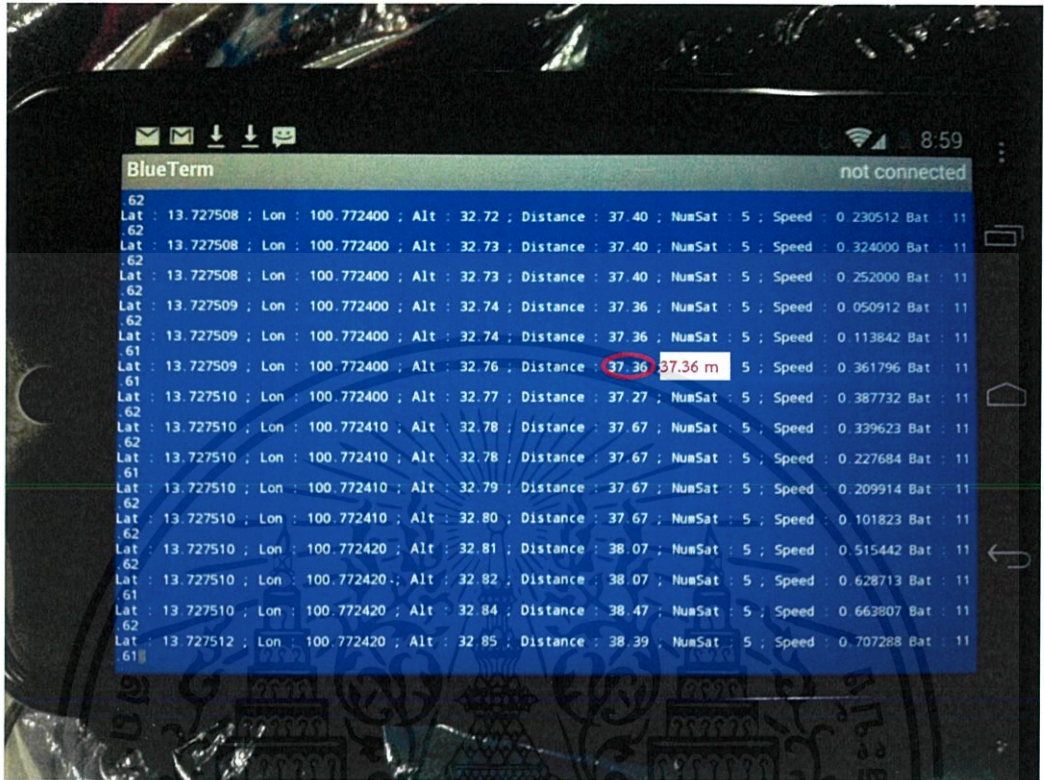 8:59
BlueTerm not connected
.62
Lat : 13.727508 ; Lon : 100.772400 ; Alt : 32.72 ; Distance : 37.40 ; NumSat : 5 ; Speed : 0.230512 Bat : 11
.62
Lat : 13.727508 ; Lon : 100.772400 ; Alt : 32.73 ; Distance : 37.40 ; NumSat : 5 ; Speed : 0.324000 Bat : 11
.62
Lat : 13.727508 ; Lon : 100.772400 ; Alt : 32.73 ; Distance : 37.40 ; NumSat : 5 ; Speed : 0.252000 Bat : 11
.62
Lat : 13.727509 ; Lon : 100.772400 ; Alt : 32.74 ; Distance : 37.36 ; NumSat : 5 ; Speed : 0.050912 Bat : 11
.62
Lat : 13.727509 ; Lon : 100.772400 ; Alt : 32.74 ; Distance : 37.36 ; NumSat : 5 ; Speed : 0.113842 Bat : 11
.61
Lat : 13.727509 ; Lon : 100.772400 ; Alt : 32.76 ; Distance : 37.36 ; 37.36 m 5 ; Speed : 0.361796 Bat : 11
.61
Lat : 13.727510 ; Lon : 100.772400 ; Alt : 32.77 ; Distance : 37.27 ; NumSat : 5 ; Speed : 0.387732 Bat : 11
.62
Lat : 13.727510 ; Lon : 100.772410 ; Alt : 32.78 ; Distance : 37.67 ; NumSat : 5 ; Speed : 0.339623 Bat : 11
.62
Lat : 13.727510 ; Lon : 100.772410 ; Alt : 32.78 ; Distance : 37.67 ; NumSat : 5 ; Speed : 0.227684 Bat : 11
.61
Lat : 13.727510 ; Lon : 100.772410 ; Alt : 32.79 ; Distance : 37.67 ; NumSat : 5 ; Speed : 0.209914 Bat : 11
.62
Lat : 13.727510 ; Lon : 100.772410 ; Alt : 32.80 ; Distance : 37.67 ; NumSat : 5 ; Speed : 0.101823 Bat : 11
.62
Lat : 13.727510 ; Lon : 100.772420 ; Alt : 32.81 ; Distance : 38.07 ; NumSat : 5 ; Speed : 0.515442 Bat : 11
.62
Lat : 13.727510 ; Lon : 100.772420 ; Alt : 32.82 ; Distance : 38.07 ; NumSat : 5 ; Speed : 0.628713 Bat : 11
.61
Lat : 13.727510 ; Lon : 100.772420 ; Alt : 32.84 ; Distance : 38.47 ; NumSat : 5 ; Speed : 0.663807 Bat : 11
.62
Lat : 13.727512 ; Lon : 100.772420 ; Alt : 32.85 ; Distance : 38.39 ; NumSat : 5 ; Speed : 0.707288 Bat : 11
.61